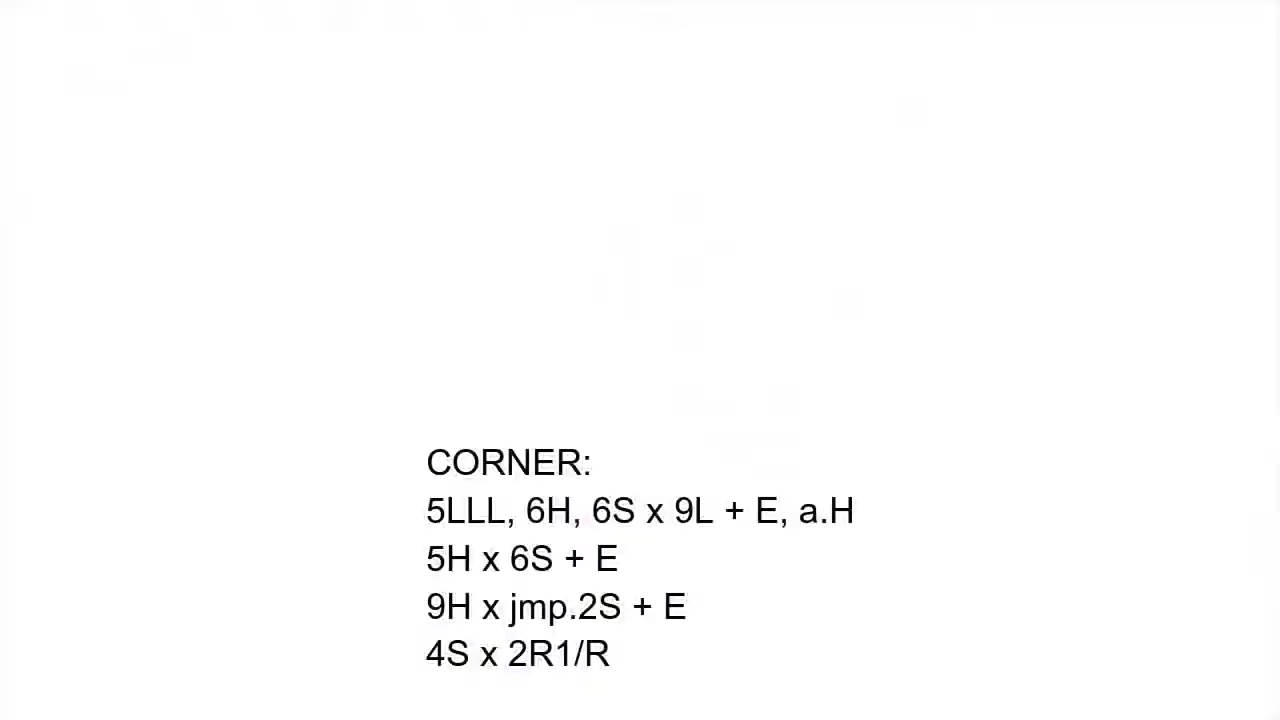 CORNER:
5LLL, 6H, 6S x 9L + E, a.H
5H x 6S + E
9H x jmp.2S + E
4S x 2R1/R